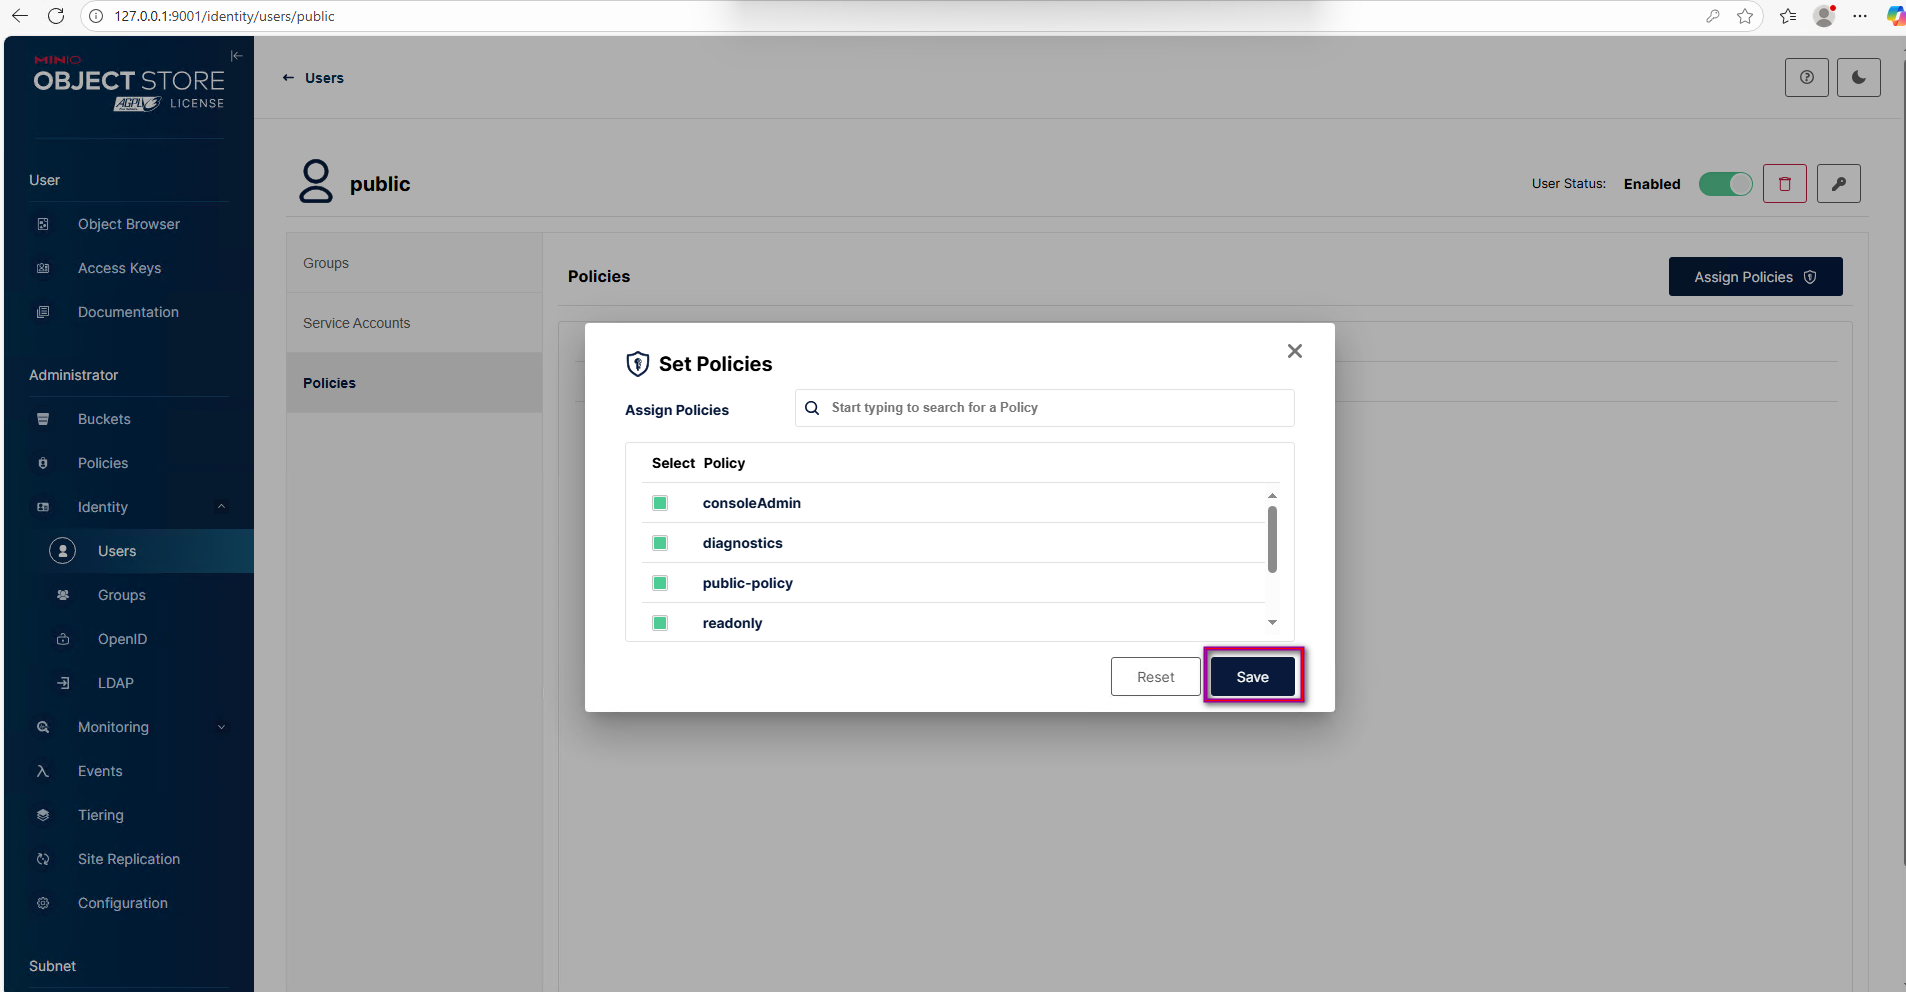 127.0.0.1:9001/identity/users/public
MINIO
OBJECT STORE
AGPLv3 LICENSE
Users
User
public
User Status: Enabled
Object Browser
Groups
Access Keys
Policies
Assign Policies
Documentation
Service Accounts
Set Policies
Administrator
Policies
Assign Policies
Start typing to search for a Policy
Buckets
Select Policy
Policies
consoleAdmin
Identity
diagnostics
Users
public-policy
Groups
readonly
OpenID
Reset
Save
LDAP
Monitoring
Events
Tiering
Site Replication
Configuration
Subnet